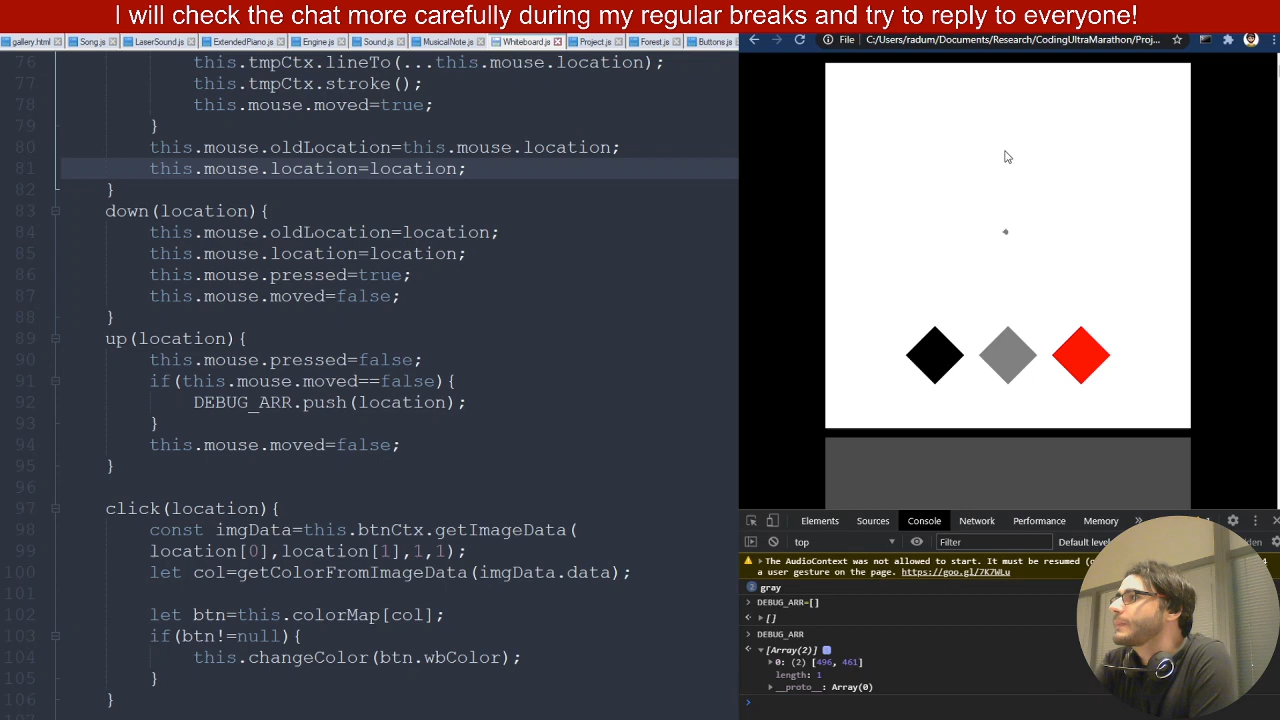 I will check the chat more carefully during my regular breaks and try to reply to everyone!
gallery.html Song.js LaserSound.js ExtendedPiano.js Engine.js Sound.js MusicalNote.js Whiteboard.js Project.js Forest.js Buttons.js
File C:/Users/radum/Documents/Research/CodingUltraMarathon/Proj...
76 this.tmpCtx.lineTo(...this.mouse.location);
77 this.tmpCtx.stroke();
78 this.mouse.moved=true;
79 }
80 this.mouse.oldLocation=this.mouse.location;
81 this.mouse.location=location;
82 }
83 down(location){
84 this.mouse.oldLocation=location;
85 this.mouse.location=location;
86 this.mouse.pressed=true;
87 this.mouse.moved=false;
88 }
89 up(location){
90 this.mouse.pressed=false;
91 if(this.mouse.moved==false){
92 DEBUG_ARR.push(location);
93 }
94 this.mouse.moved=false;
95 }
96
97 click(location){
98 const imgData=this.btnCtx.getImageData(
99 location[0],location[1],1,1);
100 let col=getColorFromImageData(imgData.data);
101
102 let btn=this.colorMap[col];
103 if(btn!=null){
104 this.changeColor(btn.wbColor);
105 }
106 }
Elements Sources Console Network Performance Memory »
top Filter Default
The AudioContext was not allowed to start. It must be resumed
a user gesture on the page. https://goo.gl/7K7WLu
2 gray
> DEBUG_ARR=[]
[]
> DEBUG_ARR
[Array(2)]
0: (2) [496, 461]
length: 1
__proto__: Array(0)
>